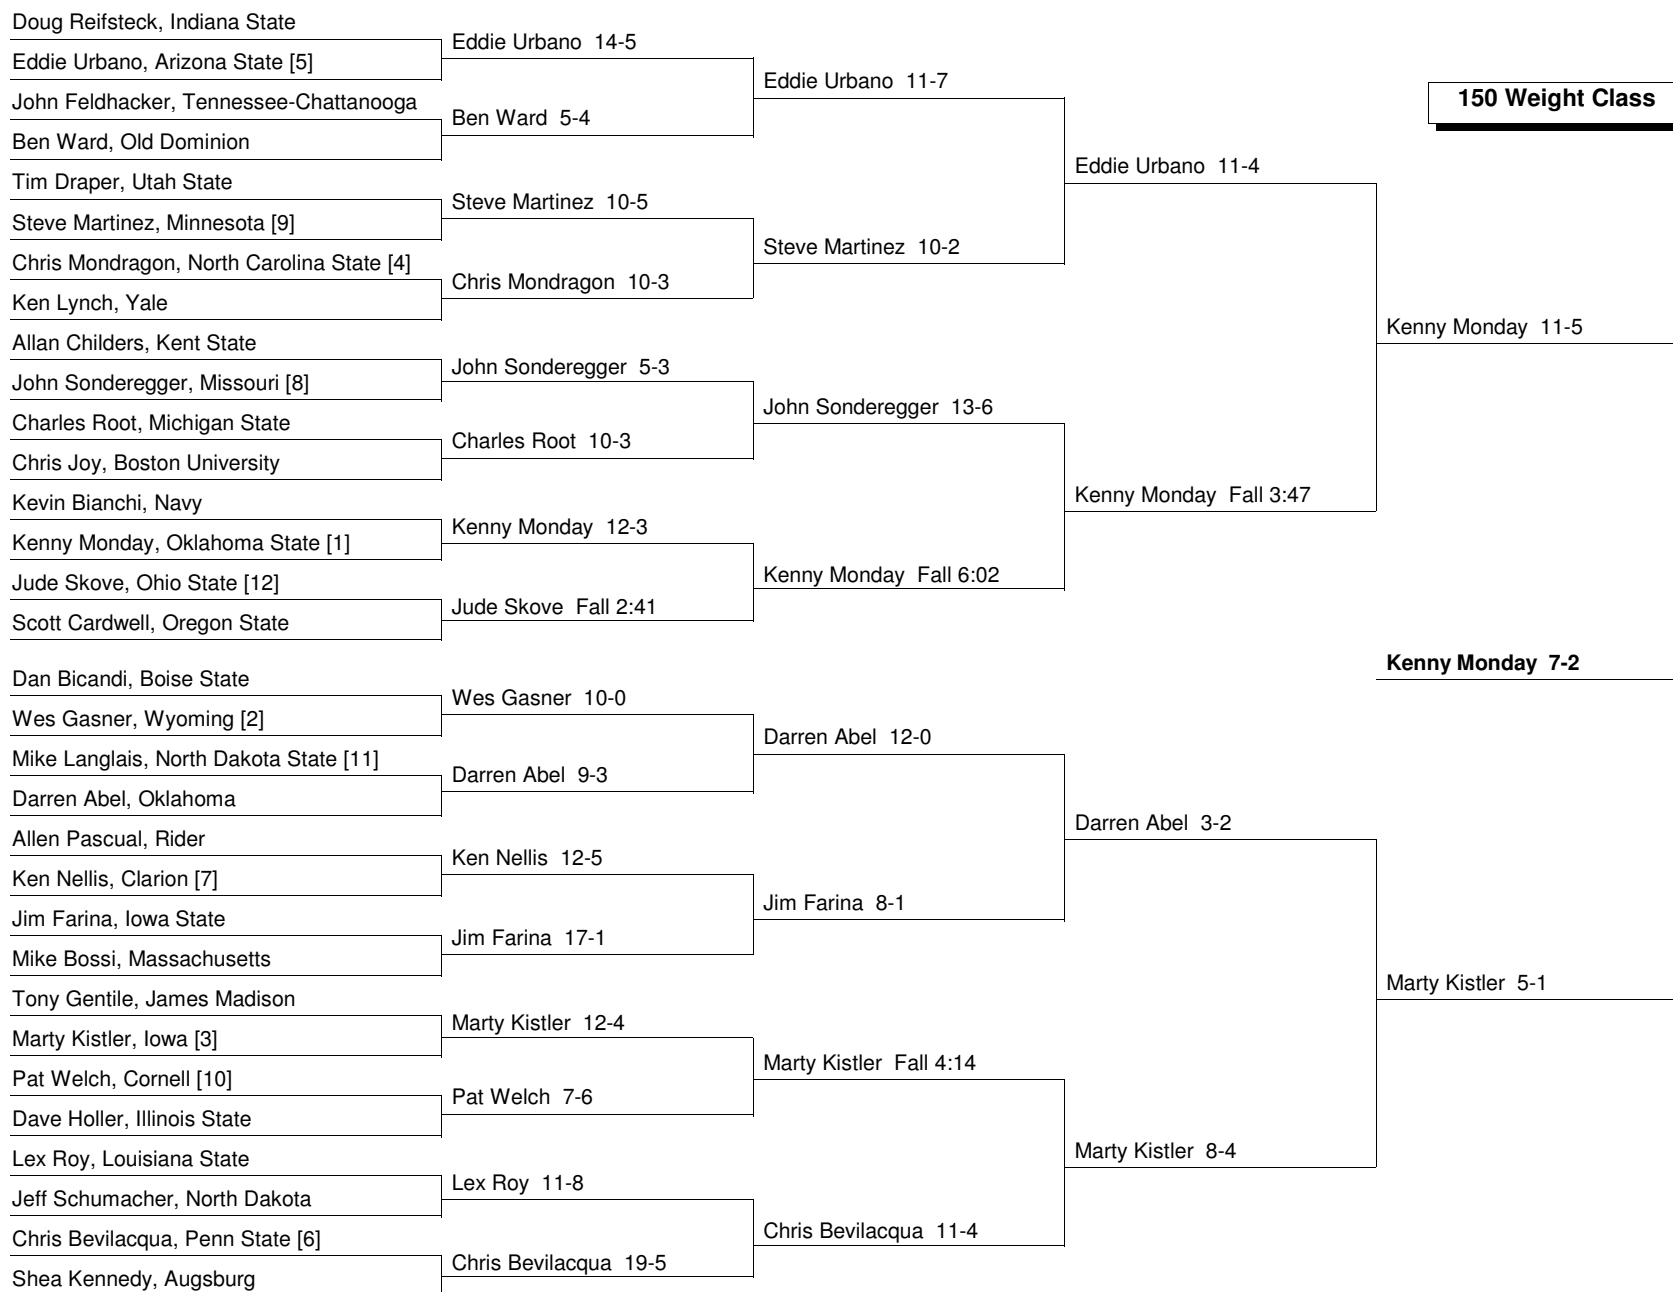 Doug Reifsteck, Indiana State
Eddie Urbano, Arizona State [5]
John Feldhacker, Tennessee-Chattanooga
Ben Ward, Old Dominion
Tim Draper, Utah State
Steve Martinez, Minnesota [9]
Chris Mondragon, North Carolina State [4]
Ken Lynch, Yale
Allan Childers, Kent State
John Sonderegger, Missouri [8]
Charles Root, Michigan State
Chris Joy, Boston University
Kevin Bianchi, Navy
Kenny Monday, Oklahoma State [1]
Jude Skove, Ohio State [12]
Scott Cardwell, Oregon State
Dan Bicandi, Boise State
Wes Gasner, Wyoming [2]
Mike Langlais, North Dakota State [11]
Darren Abel, Oklahoma
Allen Pascual, Rider
Ken Nellis, Clarion [7]
Jim Farina, Iowa State
Mike Bossi, Massachusetts
Tony Gentile, James Madison
Marty Kistler, Iowa [3]
Pat Welch, Cornell [10]
Dave Holler, Illinois State
Lex Roy, Louisiana State
Jeff Schumacher, North Dakota
Chris Bevilacqua, Penn State [6]
Shea Kennedy, Augsburg
Eddie Urbano 14-5
Ben Ward 5-4
Steve Martinez 10-5
Chris Mondragon 10-3
John Sonderegger 5-3
Charles Root 10-3
Kenny Monday 12-3
Jude Skove Fall 2:41
Wes Gasner 10-0
Darren Abel 9-3
Ken Nellis 12-5
Jim Farina 17-1
Marty Kistler 12-4
Pat Welch 7-6
Lex Roy 11-8
Chris Bevilacqua 19-5
Eddie Urbano 11-7
Steve Martinez 10-2
John Sonderegger 13-6
Kenny Monday Fall 6:02
Darren Abel 12-0
Jim Farina 8-1
Marty Kistler Fall 4:14
Chris Bevilacqua 11-4
Eddie Urbano 11-4
Kenny Monday Fall 3:47
Darren Abel 3-2
Marty Kistler 8-4
150 Weight Class
Kenny Monday 11-5
Kenny Monday 7-2
Marty Kistler 5-1